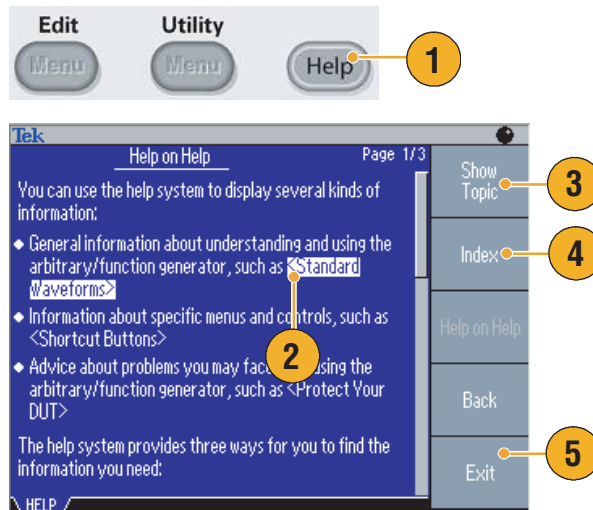 Edit Utility
Menu Menu Help 1
Tek
Help on Help Page 1/3
You can use the help system to display several kinds of
information:
◆ General information about understanding and using the
arbitrary/function generator, such as <Standard
Waveforms>
◆ Information about specific menus and controls, such as
<Shortcut Buttons>
◆ Advice about problems you may using the
arbitrary/function generator, such as <Protect Your
DUT>
The help system provides three ways for you to find the
information you need:
HELP
2
Show
Topic
3
Index
4
Help on Help
Back
Exit
5